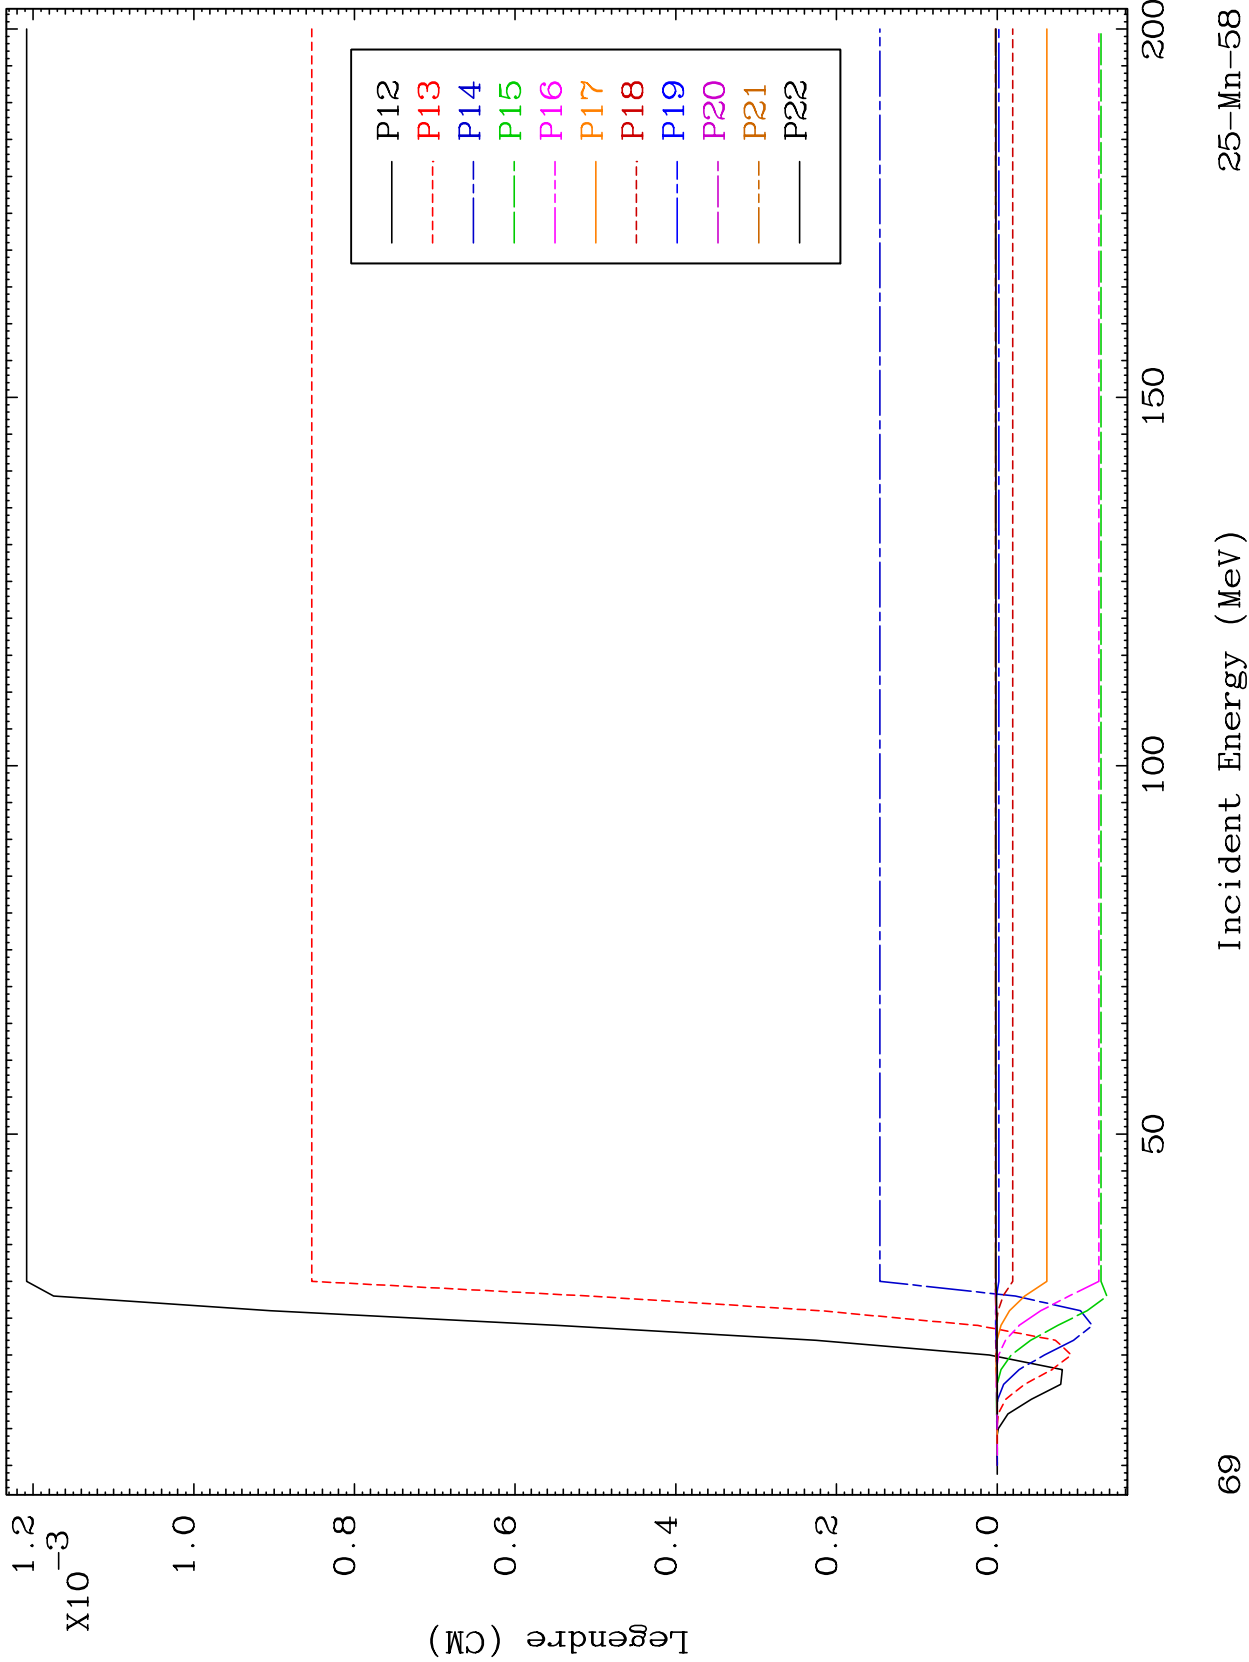 1.2
X10
-3
1.0
0.8
0.6
0.4
0.2
0.0
Legendre (CM)
P12
P13
P14
P15
P16
P17
P18
P19
P20
P21
P22
50
100
150
200
Incident Energy (MeV)
69
25-Mn-58